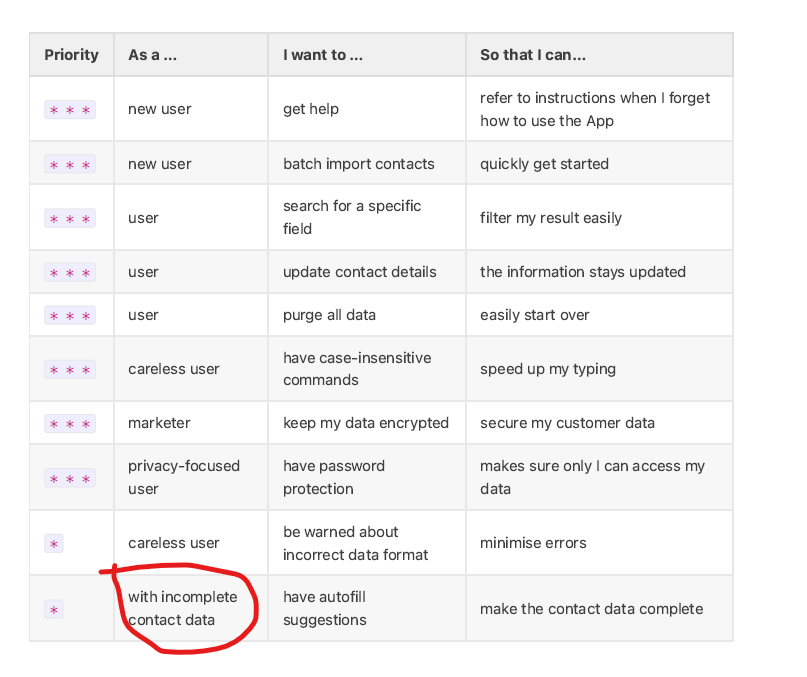 Priority As a ... I want to ... So that I can...
* * * new user get help refer to instructions when I forget
how to use the App
* * * new user batch import contacts quickly get started
* * * user search for a specific
field filter my result easily
* * * user update contact details the information stays updated
* * * user purge all data easily start over
* * * careless user have case-insensitive
commands speed up my typing
* * * marketer keep my data encrypted secure my customer data
* * * privacy-focused
user have password
protection makes sure only I can access my
data
* careless user be warned about
incorrect data format minimise errors
* with incomplete
contact data have autofill
suggestions make the contact data complete